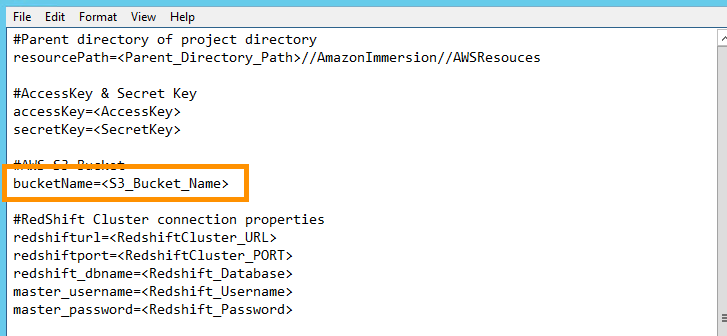 File Edit Format View Help
#Parent directory of project directory
resourcePath=<Parent_Directory_Path>//AmazonImmersion//AWSResouces
#AccessKey & Secret Key
accessKey=<AccessKey>
secretKey=<SecretKey>
#AWS S3 Bucket
bucketName=<S3_Bucket_Name>
#RedShift Cluster connection properties
redshifturl=<RedshiftCluster_URL>
redshiftport=<RedshiftCluster_PORT>
redshift_dbname=<Redshift_Database>
master_username=<Redshift_Username>
master_password=<Redshift_Password>